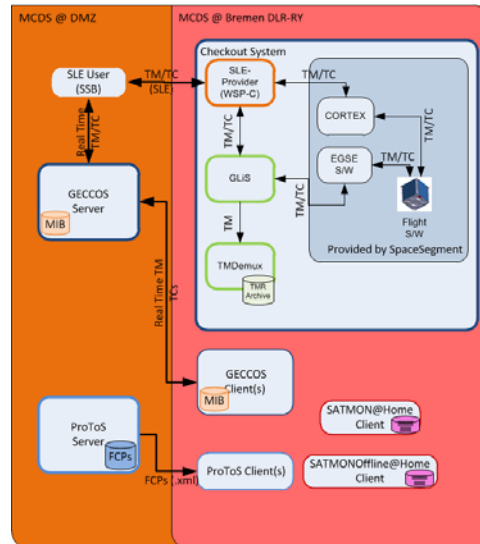 MCDS @ DMZ
MCDS @ Bremen DLR-RY
Checkout System
SLE User
(SSB)
TM/TC
(SLE)
SLE-
Provider
(WSP-C)
TM/TC
CORTEX
Real Time
TM/TC
TM/TC
EGSE
S/W
TM/TC
GECCOS
Server
MIB
GLiS
TM/TC
Flight
S/W
TM
Provided by SpaceSegment
TMDemux
TMR
Archive
Real Time TM
TCs
GECCOS
Client(s)
MIB
SATMON@Home
Client
ProToS
Server
FCPs
FCPs (.xml)
ProToS Client(s)
SATMONOffline@Home
Client